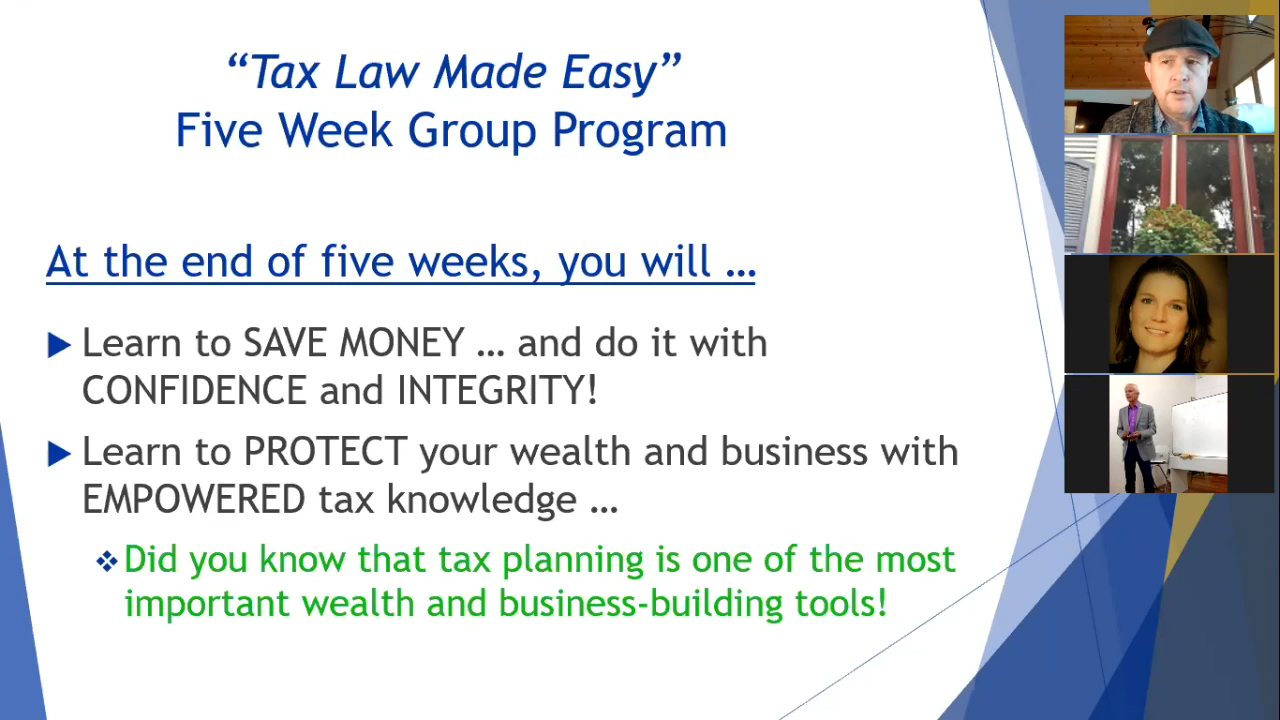 “Tax Law Made Easy”
Five Week Group Program
At the end of five weeks, you will …
Learn to SAVE MONEY … and do it with
CONFIDENCE and INTEGRITY!
Learn to PROTECT your wealth and business with
EMPOWERED tax knowledge …
Did you know that tax planning is one of the most
important wealth and business-building tools!